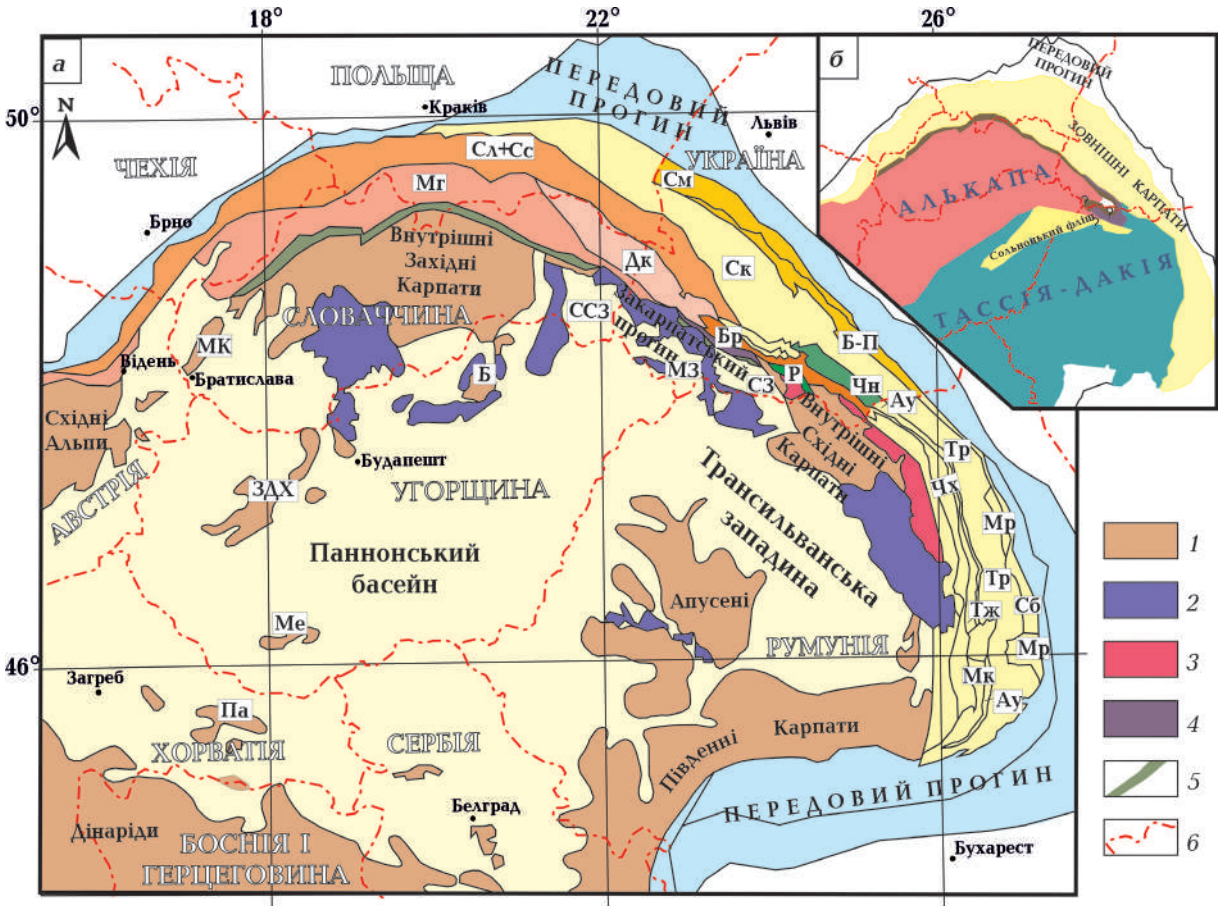 18°
22°
26°
50°
46°
а
N
ПОЛЬЩА
Краків
ПЕРЕДОВИЙ
ПРОГИН
Львів
УКРАЇНА
ЧЕХІЯ
Сл+Сс
См
Мг
Брно
Внутрішні
Західні
Карпати
Дк
Ск
СЛОВАЧЧИНА
ССЗ
Закарпатський
прогин
Бр
Б-П
МК
Відень
Братислава
Б
МЗ
СЗ
Р
Чн
Ау
Східні
Альпи
Внутрішні
Східні
Карпати
Тр
Будапешт
АВСТРІЯ
ЗДХ
УГОРЩИНА
Чх
Трансильванська
западина
Мр
Паннонський
басейн
Тр
Апусені
Тж
Сб
Ме
РУМУНІЯ
Мр
Загреб
Мк
Па
Ау
Карпати
ХОРВАТІЯ
СЕРБІЯ
Південні
Белград
ПЕРЕДОВИЙ ПРОГИН
Дінаріди
БОСНІЯ І
ГЕРЦЕГОВИНА
Бухарест
б
ПЕРЕДОВИЙ
ПРОГИН
ЗОВНІШНІ КАРПАТИ
АЛЬКАПА
Сольноцький фліш
ТАССІЯ-ДАКІЯ
1
2
3
4
5
6